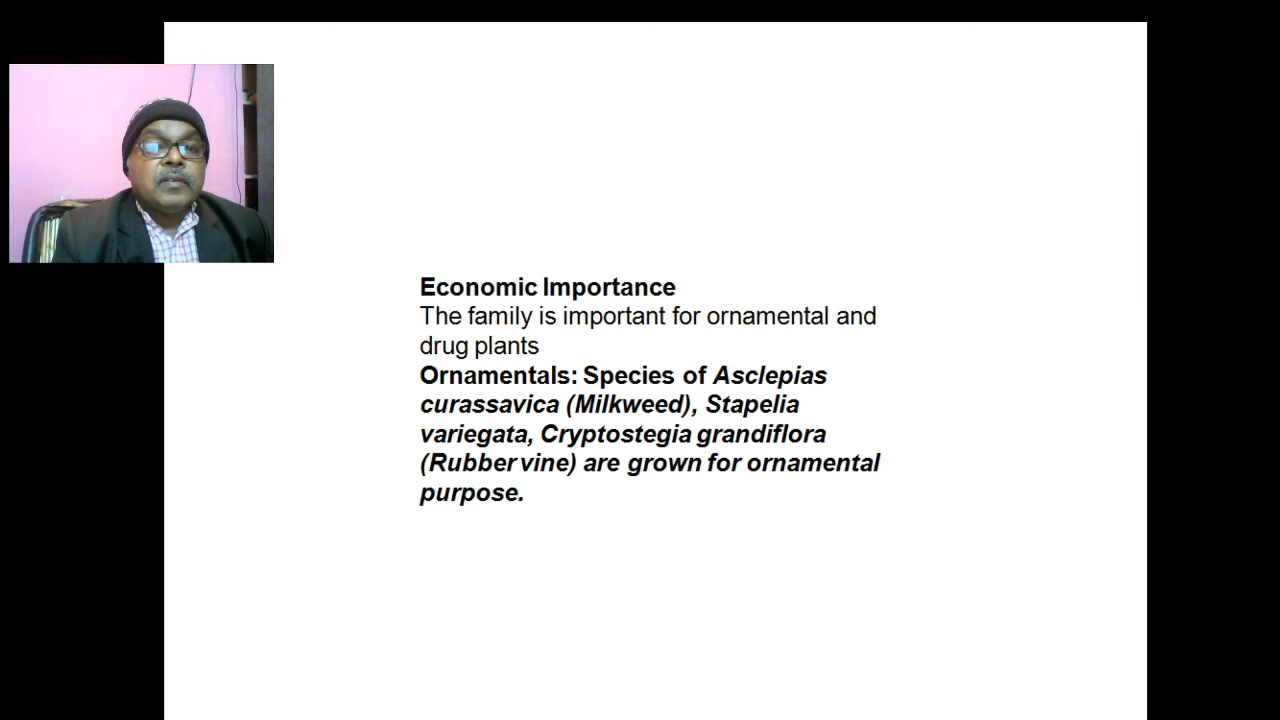 Economic Importance
The family is important for ornamental and
drug plants
Ornamentals: Species of Asclepias
curassavica (Milkweed), Stapelia
variegata, Cryptostegia grandiflora
(Rubber vine) are grown for ornamental
purpose.